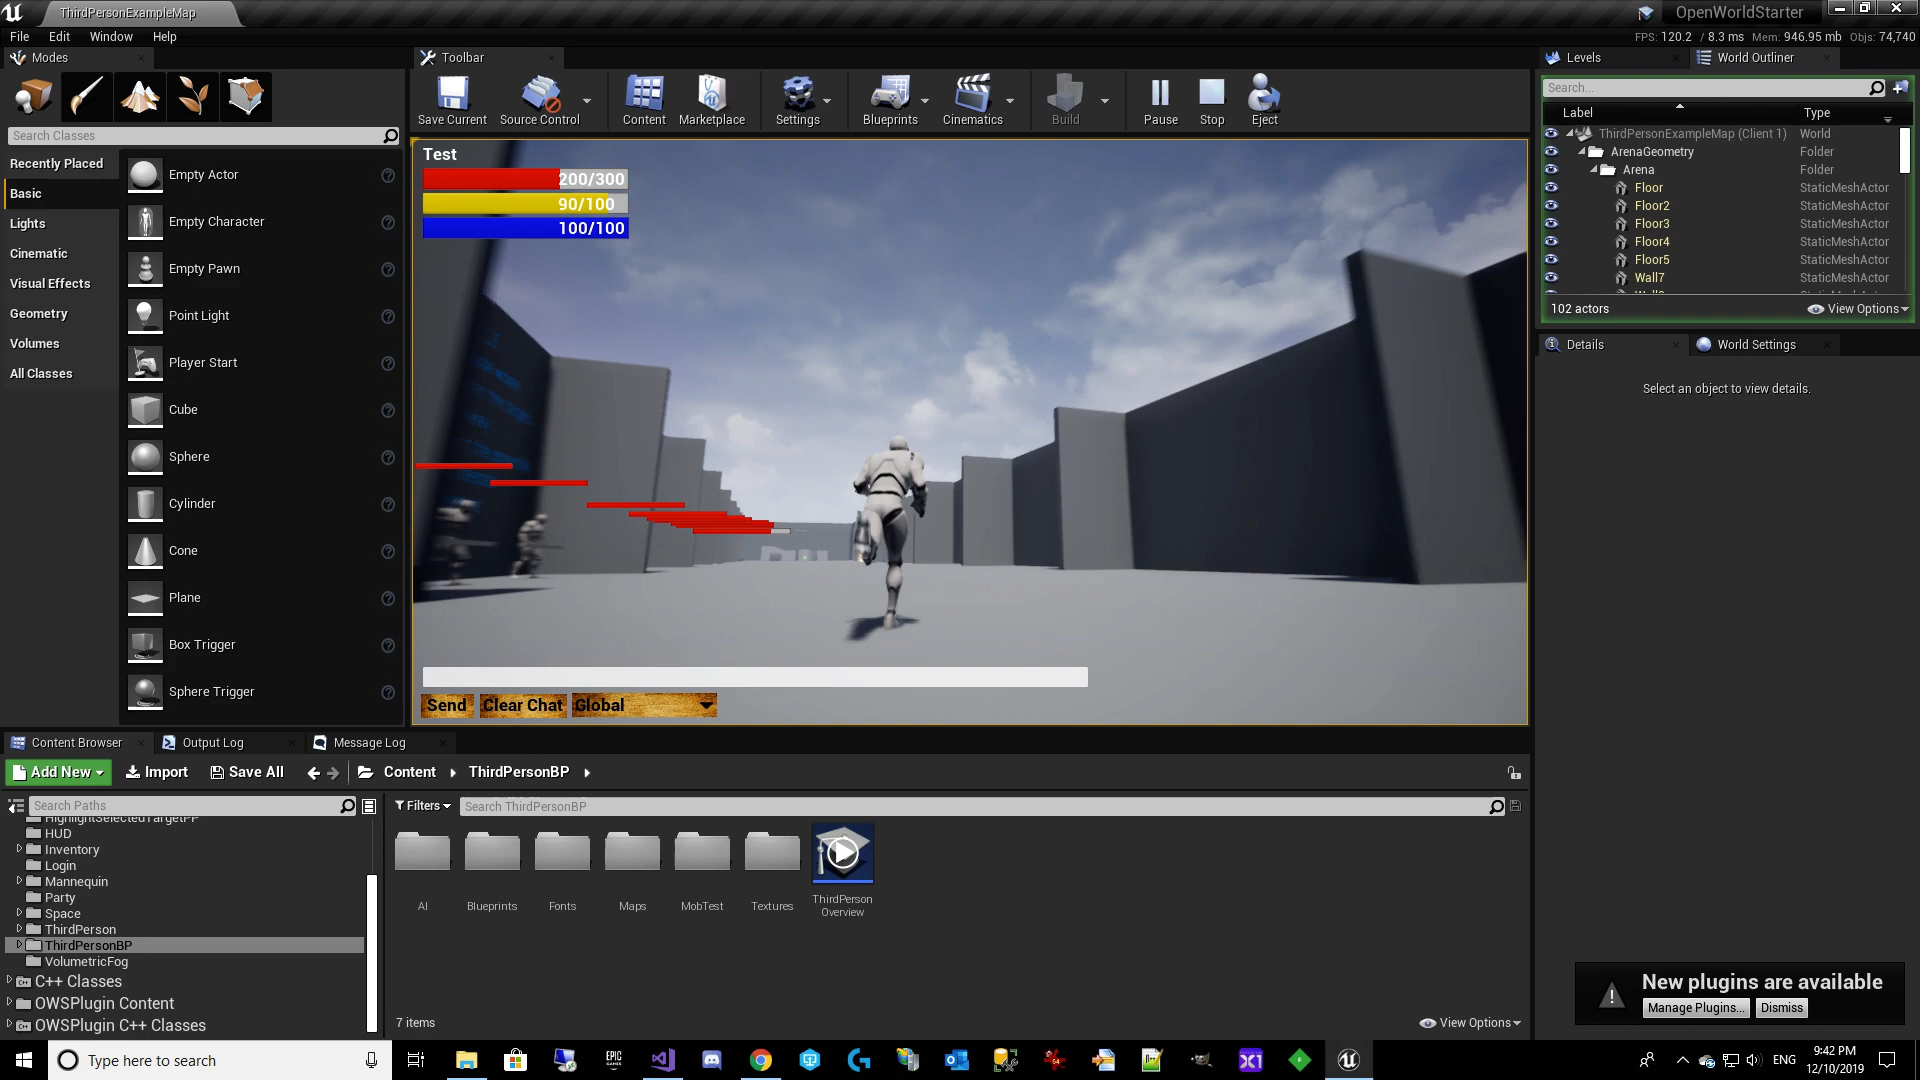 ThirdPersonExampleMap
OpenWorldStarter
File Edit Window Help
FPS: 120.2 / 8.3 ms Mem: 946.95 mb Objs: 74,740
Modes
Toolbar
Levels
World Outliner
Save Current
Source Control
Content
Marketplace
Settings
Blueprints
Cinematics
Build
Pause
Stop
Eject
Search Classes
Recently Placed
Basic
Lights
Cinematic
Visual Effects
Geometry
Volumes
All Classes
Empty Actor
Empty Character
Empty Pawn
Point Light
Player Start
Cube
Sphere
Cylinder
Cone
Plane
Box Trigger
Sphere Trigger
Test
200/300
90/100
100/100
Send Clear Chat Global
Search...
Label Type
ThirdPersonExampleMap (Client 1) World
ArenaGeometry Folder
Arena Folder
Floor StaticMeshActor
Floor2 StaticMeshActor
Floor3 StaticMeshActor
Floor4 StaticMeshActor
Floor5 StaticMeshActor
Wall7 StaticMeshActor
102 actors
View Options
Details
World Settings
Select an object to view details.
Content Browser
Output Log
Message Log
Add New Import Save All Content ThirdPersonBP
Search Paths
Filters
Search ThirdPersonBP
HighlightSelectedTargetPP
HUD
Inventory
Login
Mannequin
Party
Space
ThirdPerson
ThirdPersonBP
VolumetricFog
C++ Classes
OWSPlugin Content
OWSPlugin C++ Classes
AI
Blueprints
Fonts
Maps
MobTest
Textures
ThirdPerson
Overview
7 items
View Options
New plugins are available
Manage Plugins...
Dismiss
Type here to search
EPIC
GAMES
ENG
9:42 PM
12/10/2019